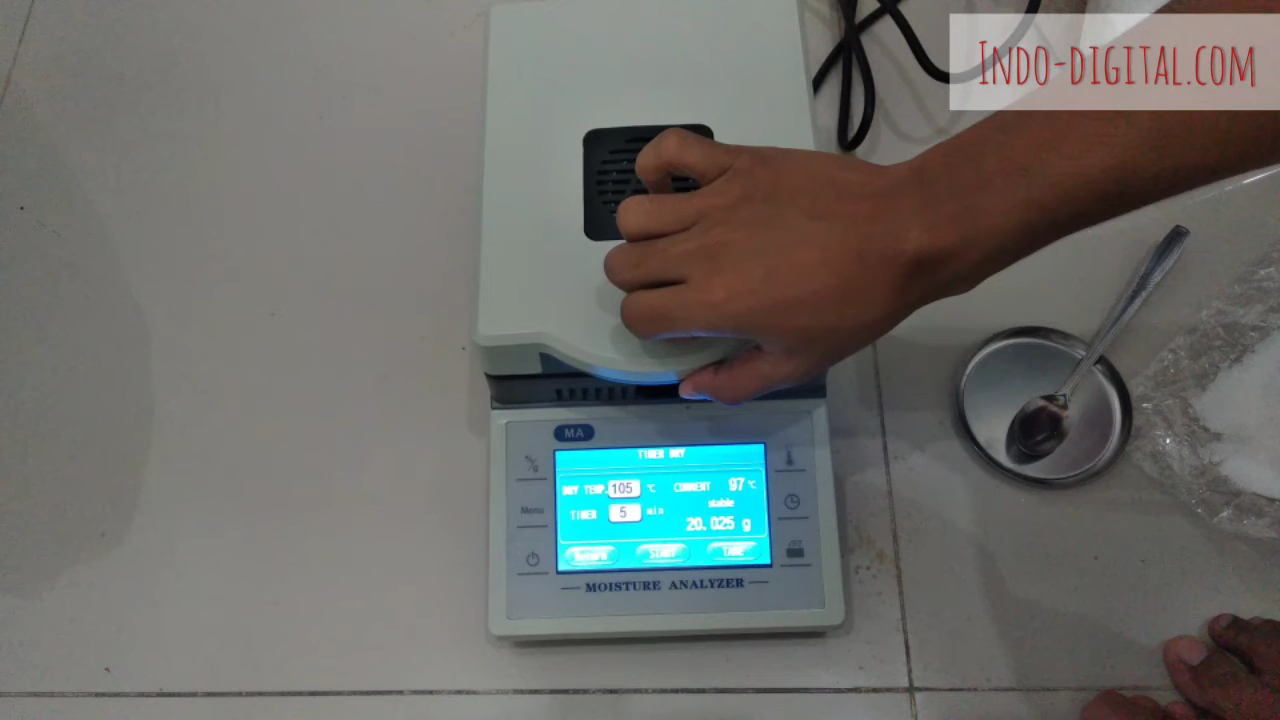 Indo-digital.com
MA
TIMER DRY
DRY TEMP. 105 ℃ CURRENT 97 ℃
stable
TIMER 5 min
20.025 g
START TARE
%/g
Menu
MOISTURE ANALYZER